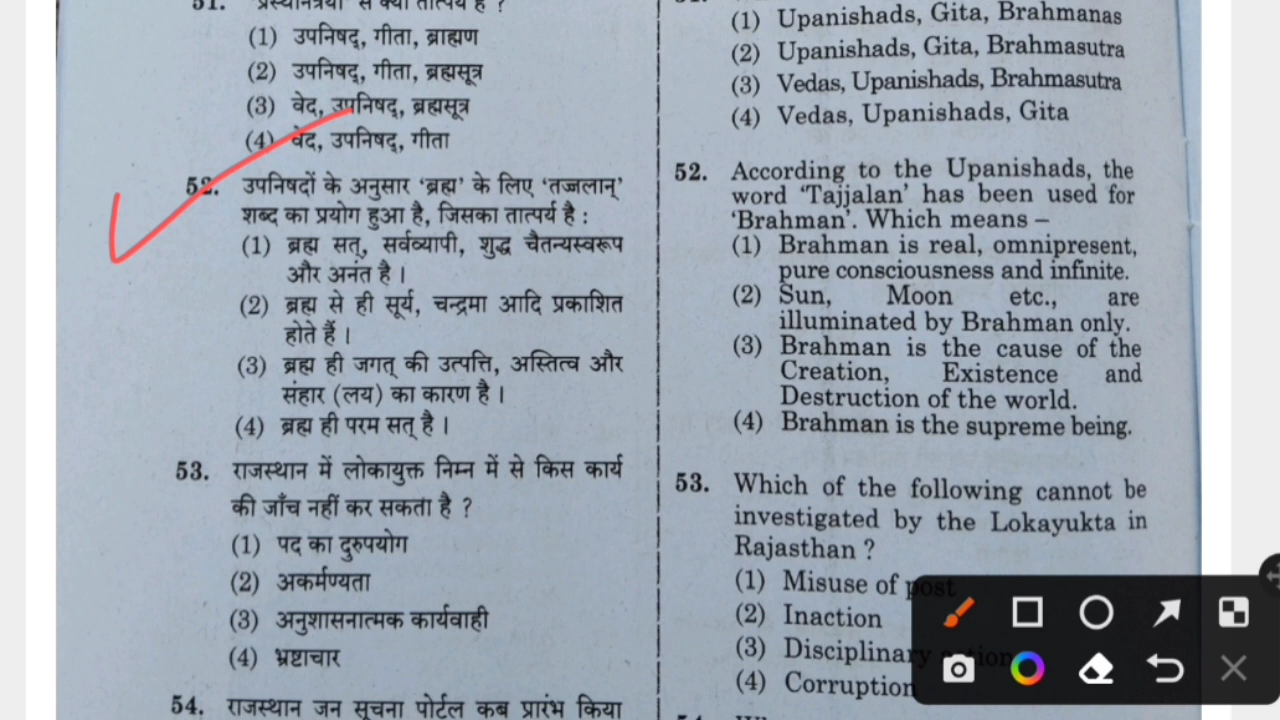 51. 'प्रस्थानत्रयी' से क्या तात्पर्य है ?
(1) उपनिषद्, गीता, ब्राह्मण
(2) उपनिषद्, गीता, ब्रह्मसूत्र
(3) वेद, उपनिषद्, ब्रह्मसूत्र
(4) वेद, उपनिषद्, गीता
52. उपनिषदों के अनुसार 'ब्रह्म' के लिए 'तज्जलान्'
शब्द का प्रयोग हुआ है, जिसका तात्पर्य है :
(1) ब्रह्म सत्, सर्वव्यापी, शुद्ध चैतन्यस्वरूप
और अनंत है ।
(2) ब्रह्म से ही सूर्य, चन्द्रमा आदि प्रकाशित
होते हैं ।
(3) ब्रह्म ही जगत् की उत्पत्ति, अस्तित्व और
संहार (लय) का कारण है ।
(4) ब्रह्म ही परम सत् है ।
53. राजस्थान में लोकायुक्त निम्न में से किस कार्य
की जाँच नहीं कर सकता है ?
(1) पद का दुरुपयोग
(2) अकर्मण्यता
(3) अनुशासनात्मक कार्यवाही
(4) भ्रष्टाचार
54. राजस्थान जन सूचना पोर्टल कब प्रारंभ किया
(1) Upanishads, Gita, Brahmanas
(2) Upanishads, Gita, Brahmasutra
(3) Vedas, Upanishads, Brahmasutra
(4) Vedas, Upanishads, Gita
52. According to the Upanishads, the
word 'Tajjalan' has been used for
'Brahman'. Which means –
(1) Brahman is real, omnipresent,
pure consciousness and infinite.
(2) Sun, Moon etc., are
illuminated by Brahman only.
(3) Brahman is the cause of the
Creation, Existence and
Destruction of the world.
(4) Brahman is the supreme being.
53. Which of the following cannot be
investigated by the Lokayukta in
Rajasthan ?
(1) Misuse of post
(2) Inaction
(3) Disciplinary action
(4) Corruption